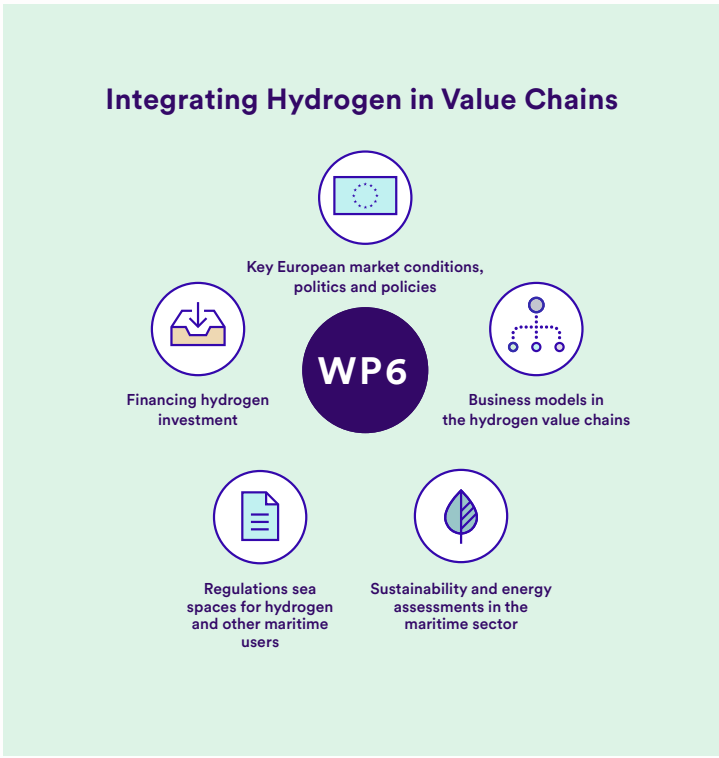 Integrating Hydrogen in Value Chains
Key European market conditions,
politics and policies
WP6
Financing hydrogen
investment
Business models in
the hydrogen value chains
Regulations sea
spaces for hydrogen
and other maritime
users
Sustainability and energy
assessments in the
maritime sector